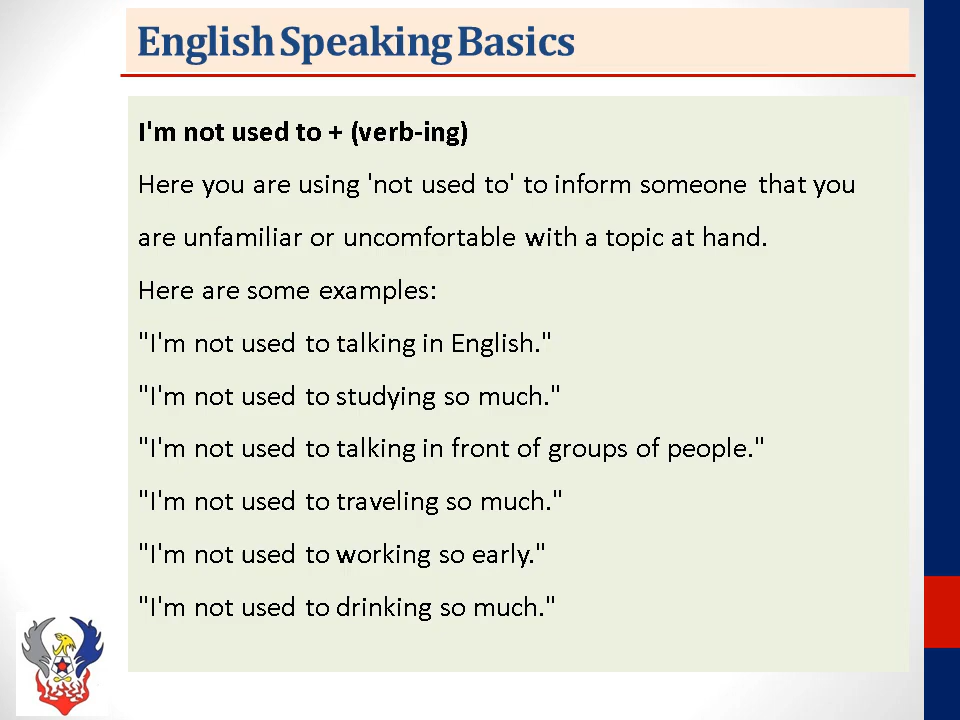 English Speaking Basics
I'm not used to + (verb-ing)
Here you are using 'not used to' to inform someone that you
are unfamiliar or uncomfortable with a topic at hand.
Here are some examples:
"I'm not used to talking in English."
"I'm not used to studying so much."
"I'm not used to talking in front of groups of people."
"I'm not used to traveling so much."
"I'm not used to working so early."
"I'm not used to drinking so much."